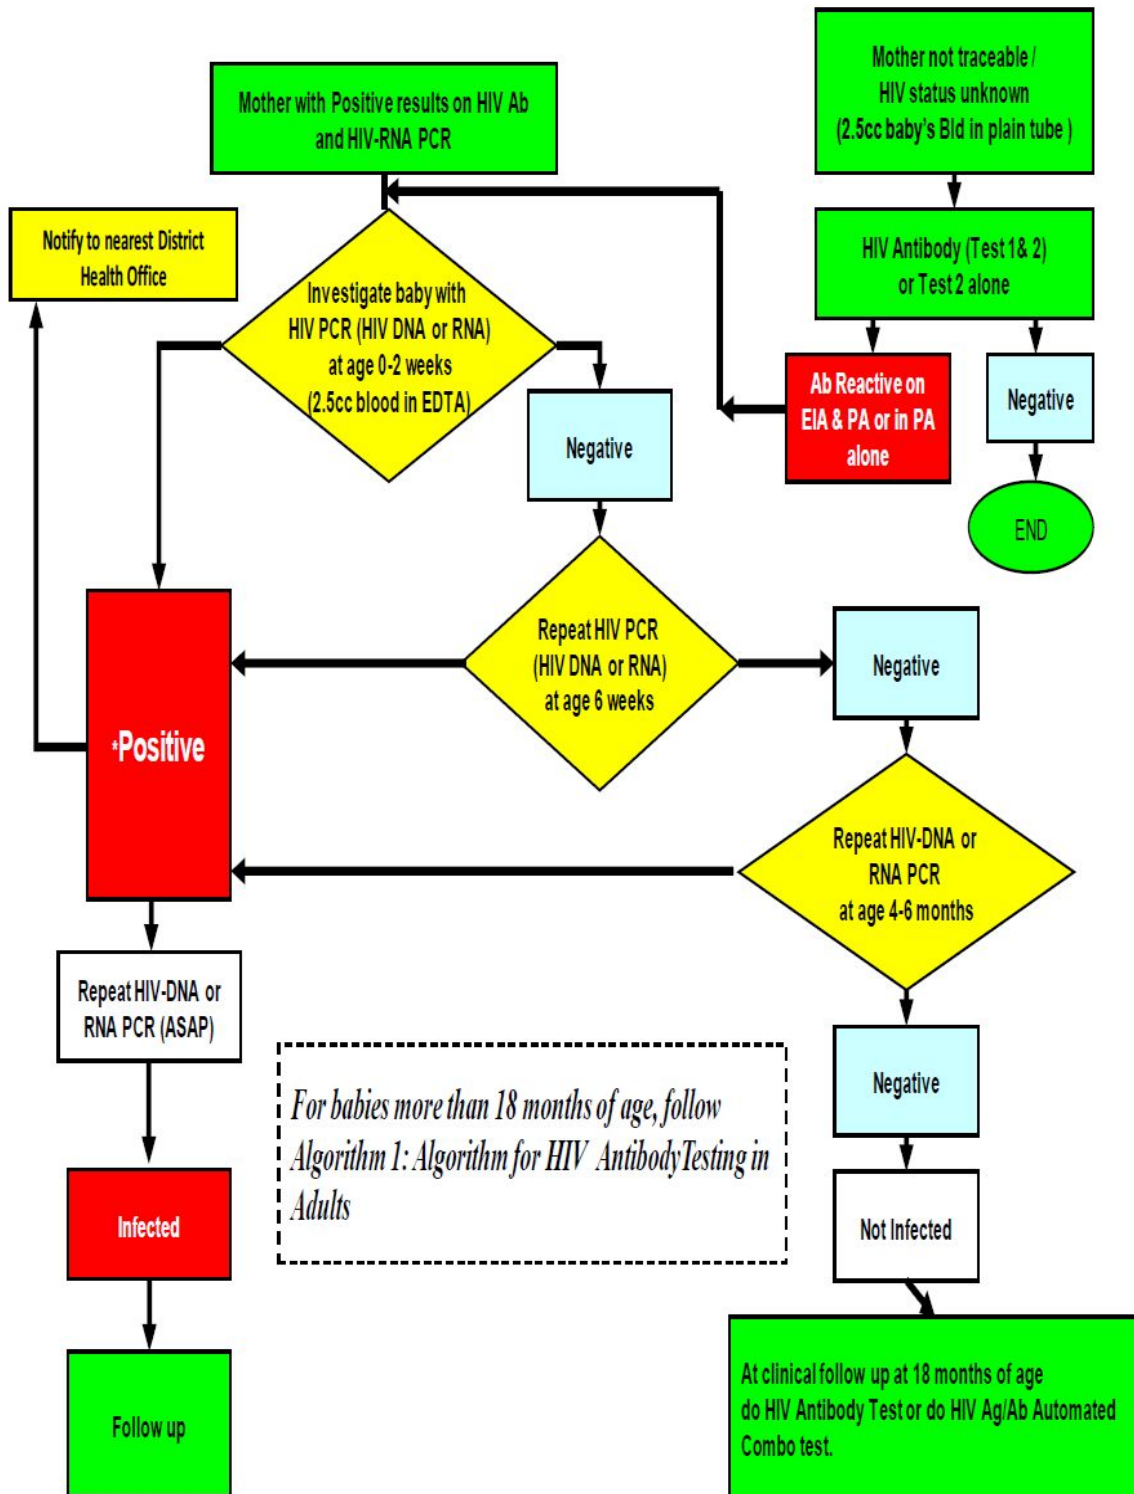 Mother not traceable /
HIV status unknown
(2.5cc baby's Bld in plain tube )
Mother with Positive results on HIV Ab
and HIV-RNA PCR
Notify to nearest District
Health Office
HIV Antibody (Test 1& 2)
or Test 2 alone
Investigate baby with
HIV PCR (HIV DNA or RNA)
at age 0-2 weeks
(2.5cc blood in EDTA)
Ab Reactive on
EIA & PA or in PA
alone
Negative
Negative
END
Repeat HIV PCR
(HIV DNA or RNA)
at age 6 weeks
Negative
*Positive
Repeat HIV-DNA or
RNA PCR
at age 4-6 months
Repeat HIV-DNA or
RNA PCR (ASAP)
Negative
For babies more than 18 months of age, follow
Algorithm 1: Algorithm for HIV AntibodyTesting in
Adults
Infected
Not Infected
Follow up
At clinical follow up at 18 months of age
do HIV Antibody Test or do HIV Ag/Ab Automated
Combo test.